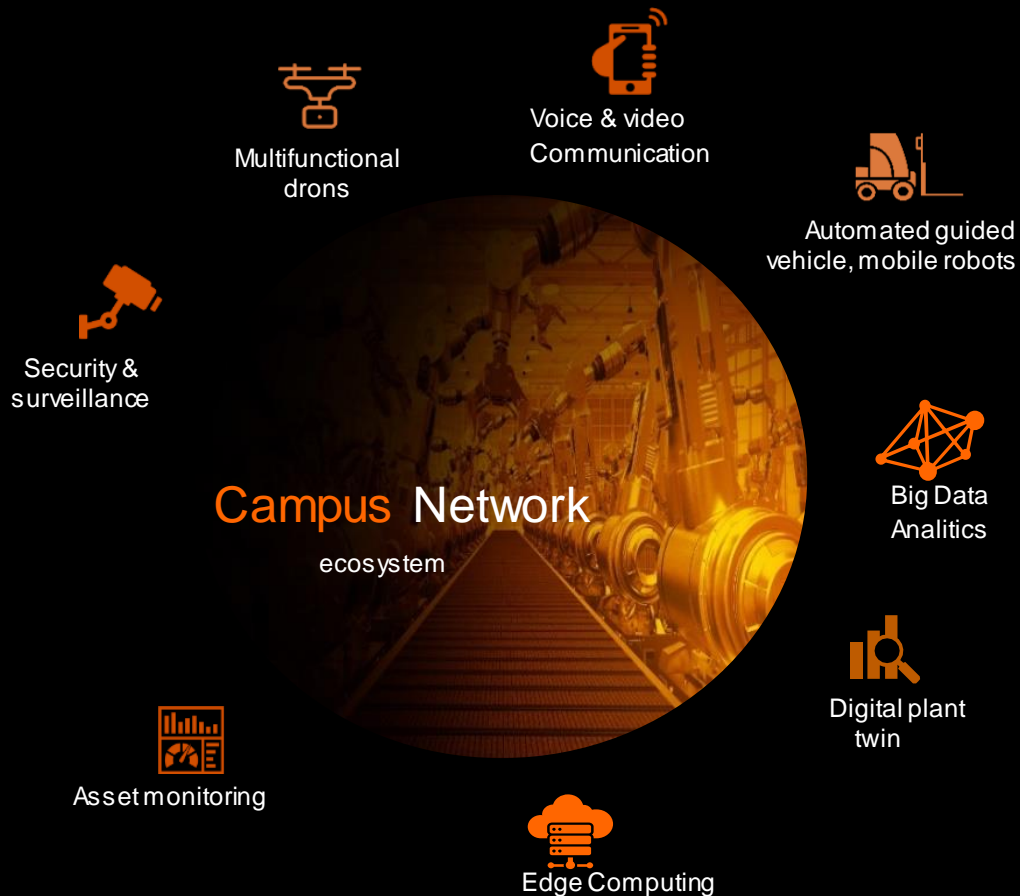 Voice & video
Communication
Multifunctional
drons
Automated guided
vehicle, mobile robots
Security &
surveillance
Big Data
Analitics
Campus Network
ecosystem
Digital plant
twin
Asset monitoring
Edge Computing